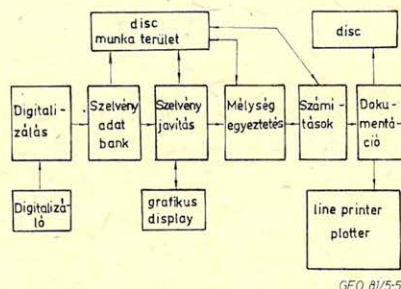 disc
munka terület
disc
Digitali-
zálás
Szelvény
adat
bank
Szelvény
javítás
Mélység
egyeztetés
Számí-
tások
Doku-
mentá-
ció
Digitalizá-
ló
grafikus
display
line printer
plotter
GEO 81/5-5